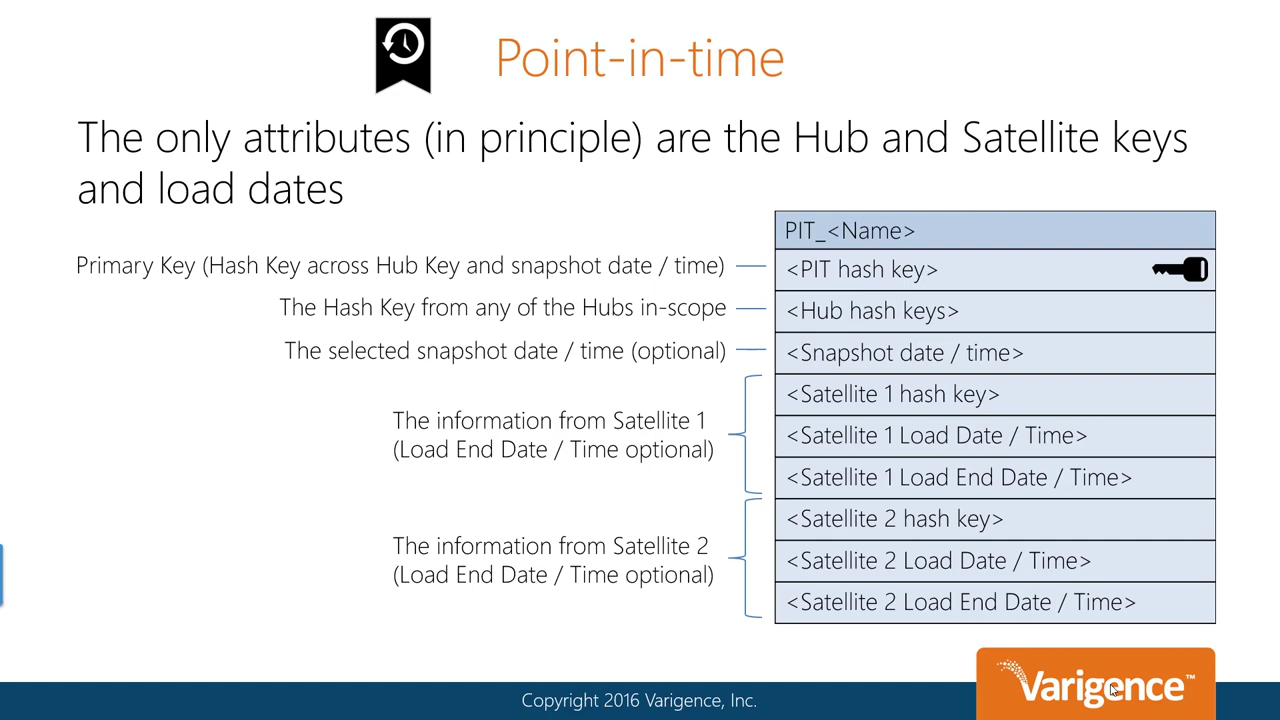 Point-in-time
The only attributes (in principle) are the Hub and Satellite keys
and load dates
PIT_<Name>
Primary Key (Hash Key across Hub Key and snapshot date / time)
<PIT hash key>
The Hash Key from any of the Hubs in-scope
<Hub hash keys>
The selected snapshot date / time (optional)
<Snapshot date / time>
The information from Satellite 1
(Load End Date / Time optional)
<Satellite 1 hash key>
<Satellite 1 Load Date / Time>
<Satellite 1 Load End Date / Time>
The information from Satellite 2
(Load End Date / Time optional)
<Satellite 2 hash key>
<Satellite 2 Load Date / Time>
<Satellite 2 Load End Date / Time>
Copyright 2016 Varigence, Inc.
Varigence™